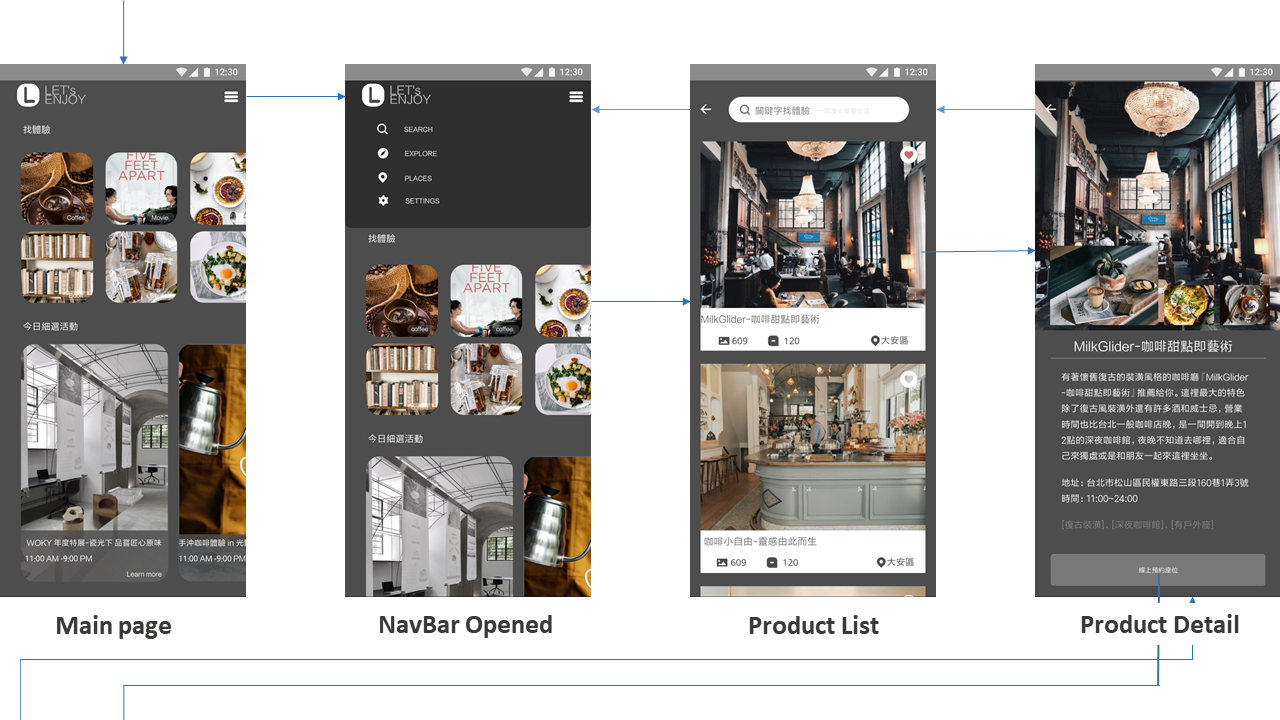 12:30
LET's
ENJOY
找體驗
Coffee
FIVE
FEET
APART
Movie
今日細選活動
WOKY 年度特展-瓷光下 品嘗匠心原味
11:00 AM -9:00 PM
Learn more
手沖咖啡體驗 in 光
11:00 AM -9:00 PM
Main page
12:30
LET's
ENJOY
SEARCH
EXPLORE
PLACES
SETTINGS
找體驗
coffee
FIVE
FEET
APART
coffee
今日細選活動
NavBar Opened
12:30
關鍵字找體驗
MilkGlider-咖啡甜點即藝術
609
120
大安區
咖啡小自由-靈感由此而生
609
120
大安區
Product List
12:30
MilkGlider-咖啡甜點即藝術
有著懷舊復古的裝潢風格的咖啡廳『MilkGlider
-咖啡甜點即藝術』推薦給你。這裡最大的特色
除了復古風裝潢外還有許多酒和威士忌，營業
時間也比台北一般咖啡店晚，是一間開到晚上1
2點的深夜咖啡館，夜晚不知道去哪裡，適合自
己來獨處或是和朋友一起來這裡坐坐。
地址：台北市松山區民權東路三段160巷1弄3號
時間：11:00~24:00
[復古裝潢]、[深夜咖啡館]、[有戶外座]
線上預約座位
Product Detail